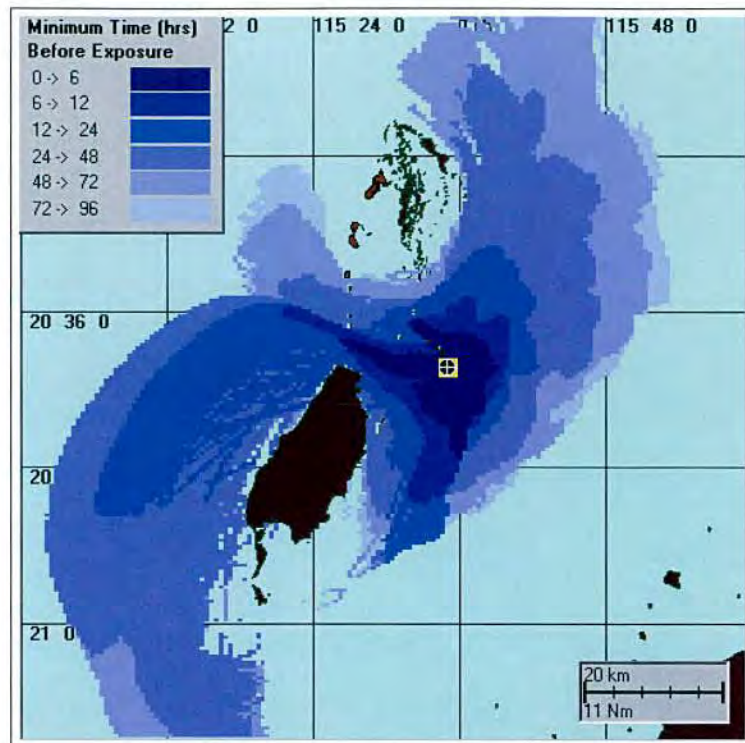 Minimum Time (hrs)
Before Exposure
0 -> 6
6 -> 12
12 -> 24
24 -> 48
48 -> 72
72 -> 96
2 0
115 24 0
115 48 0
20 36 0
20
21 0
20 km
11 Nm